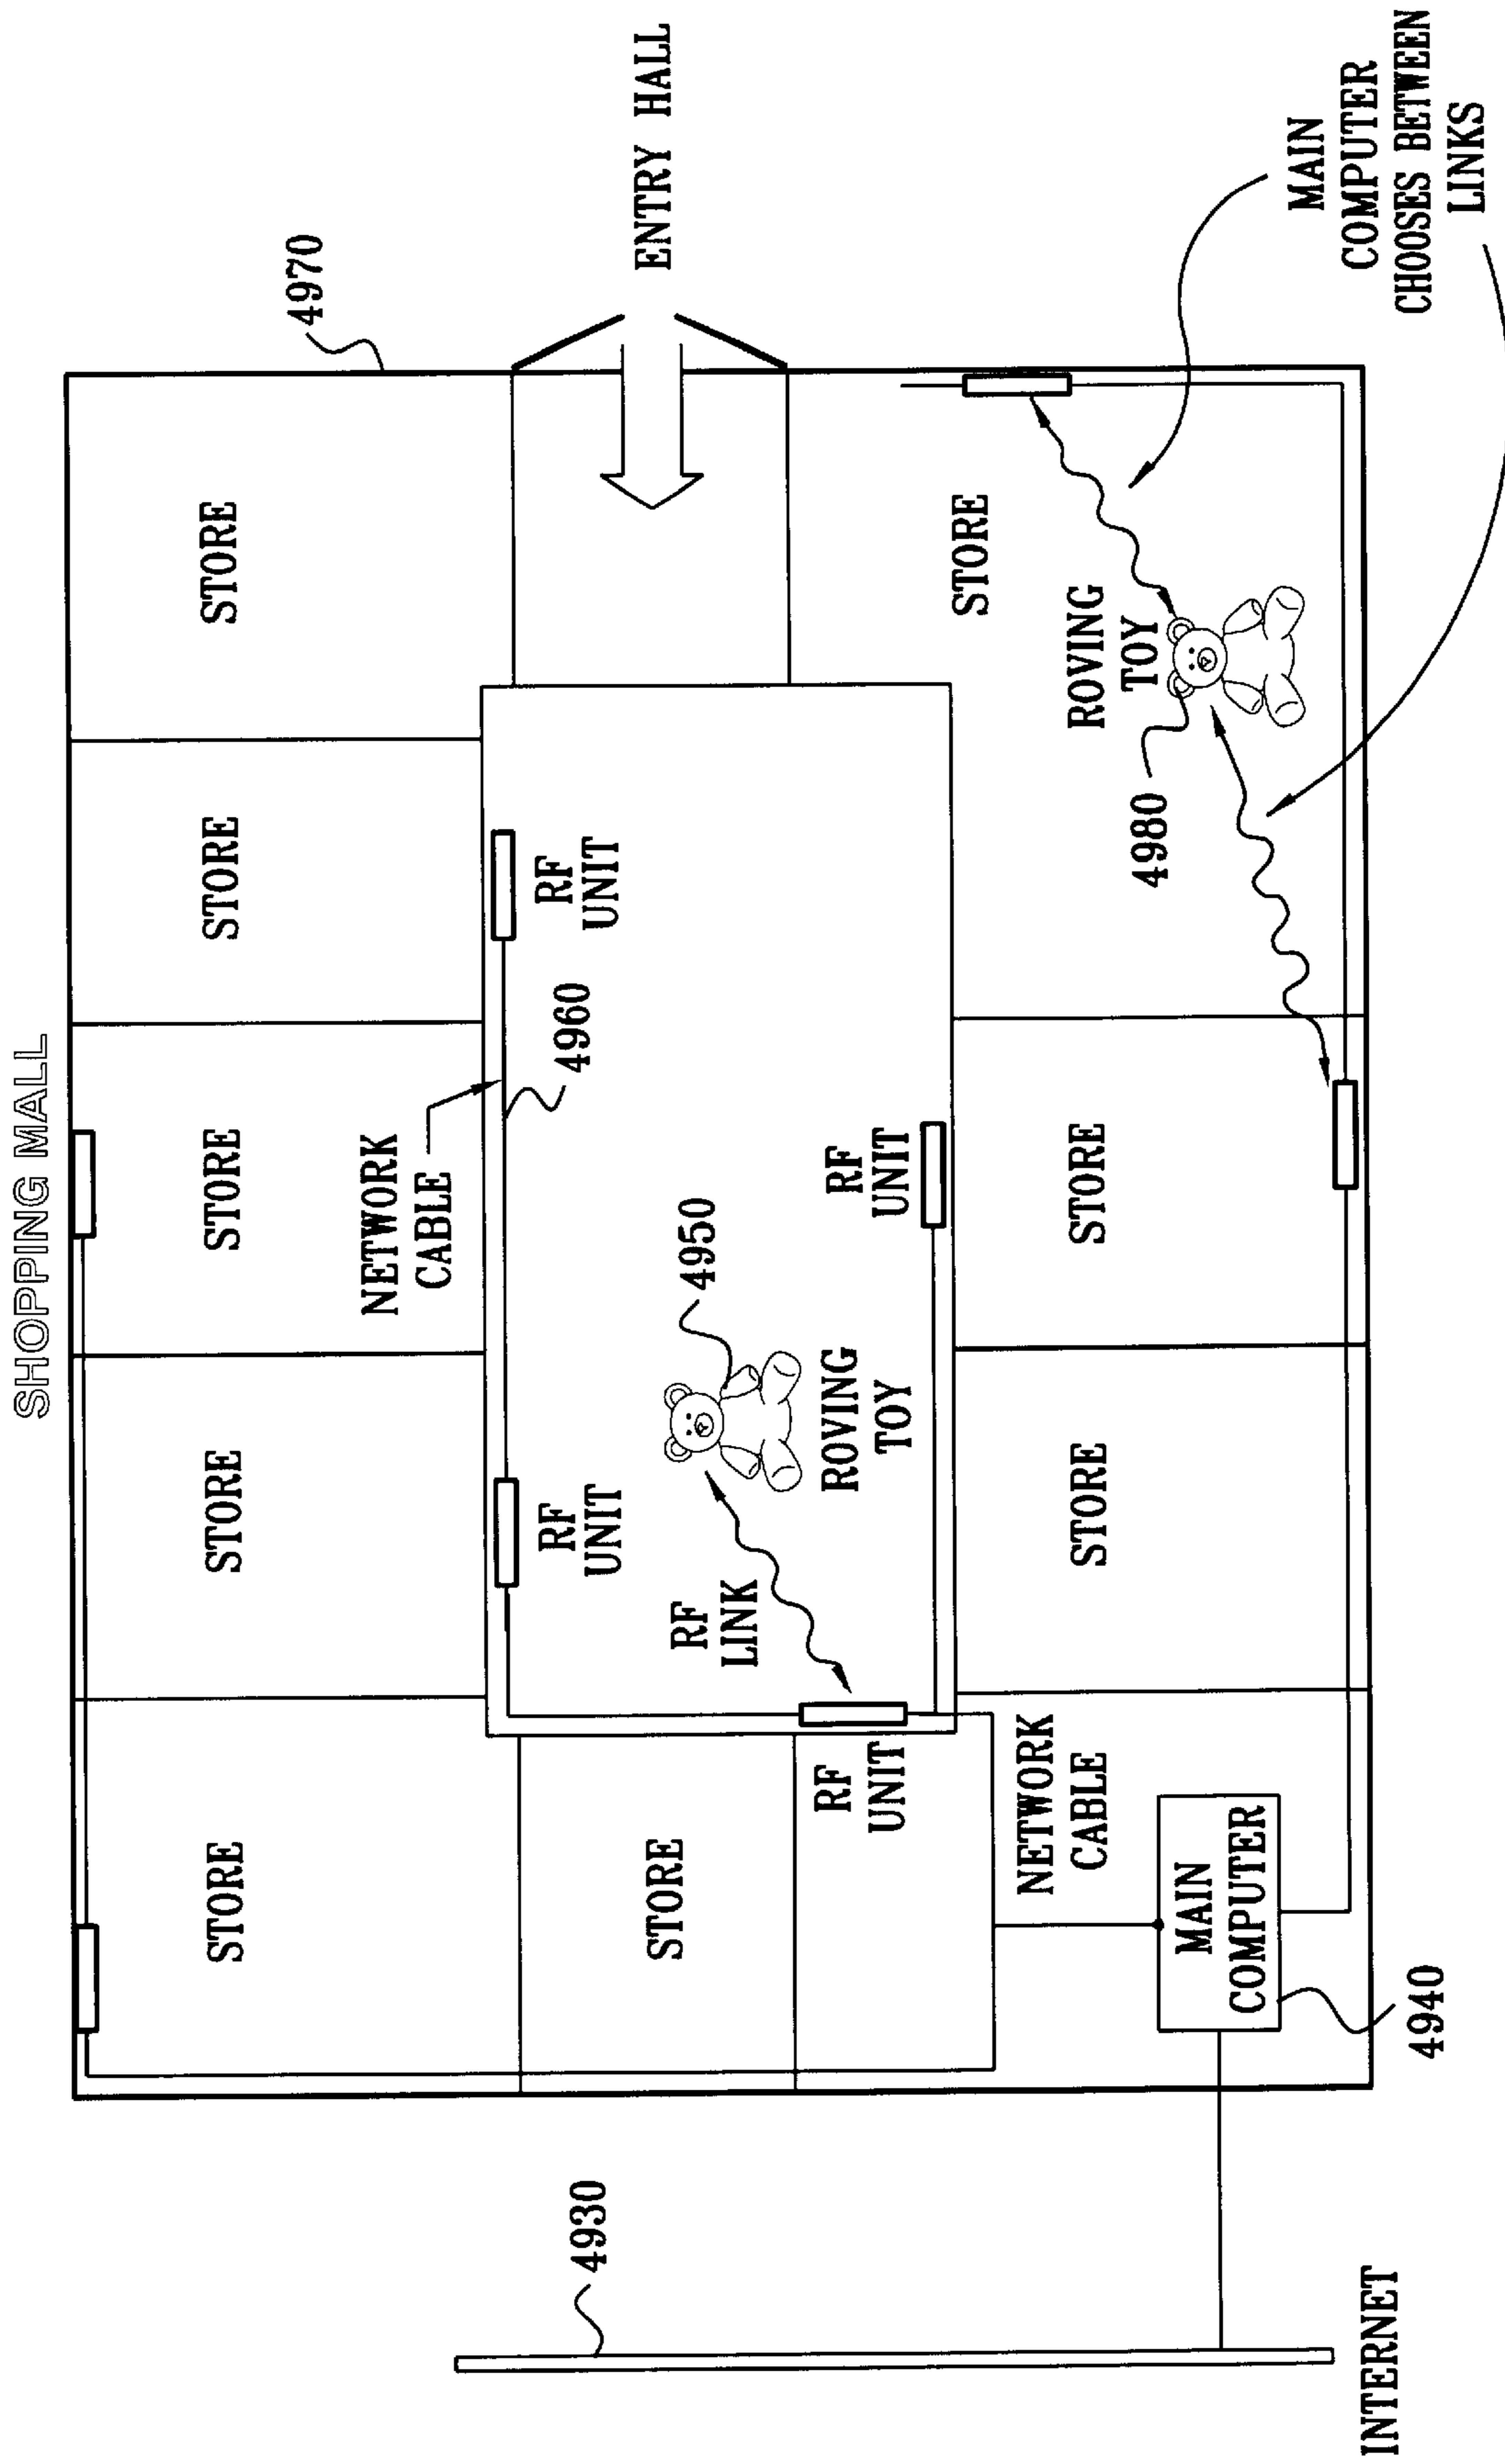 SHOPPING MALL
4970
STORE
STORE
STORE
STORE
STORE
NETWORK
CABLE
4960
RF
UNIT
RF
UNIT
ENTRY HALL
STORE
RF
LINK
4950
ROVING
TOY
RF
UNIT
RF
UNIT
STORE
ROVING
TOY
4980
STORE
STORE
NETWORK
CABLE
MAIN
COMPUTER
4940
MAIN
COMPUTER
CHOOSES BETWEEN
LINKS
4930
INTERNET